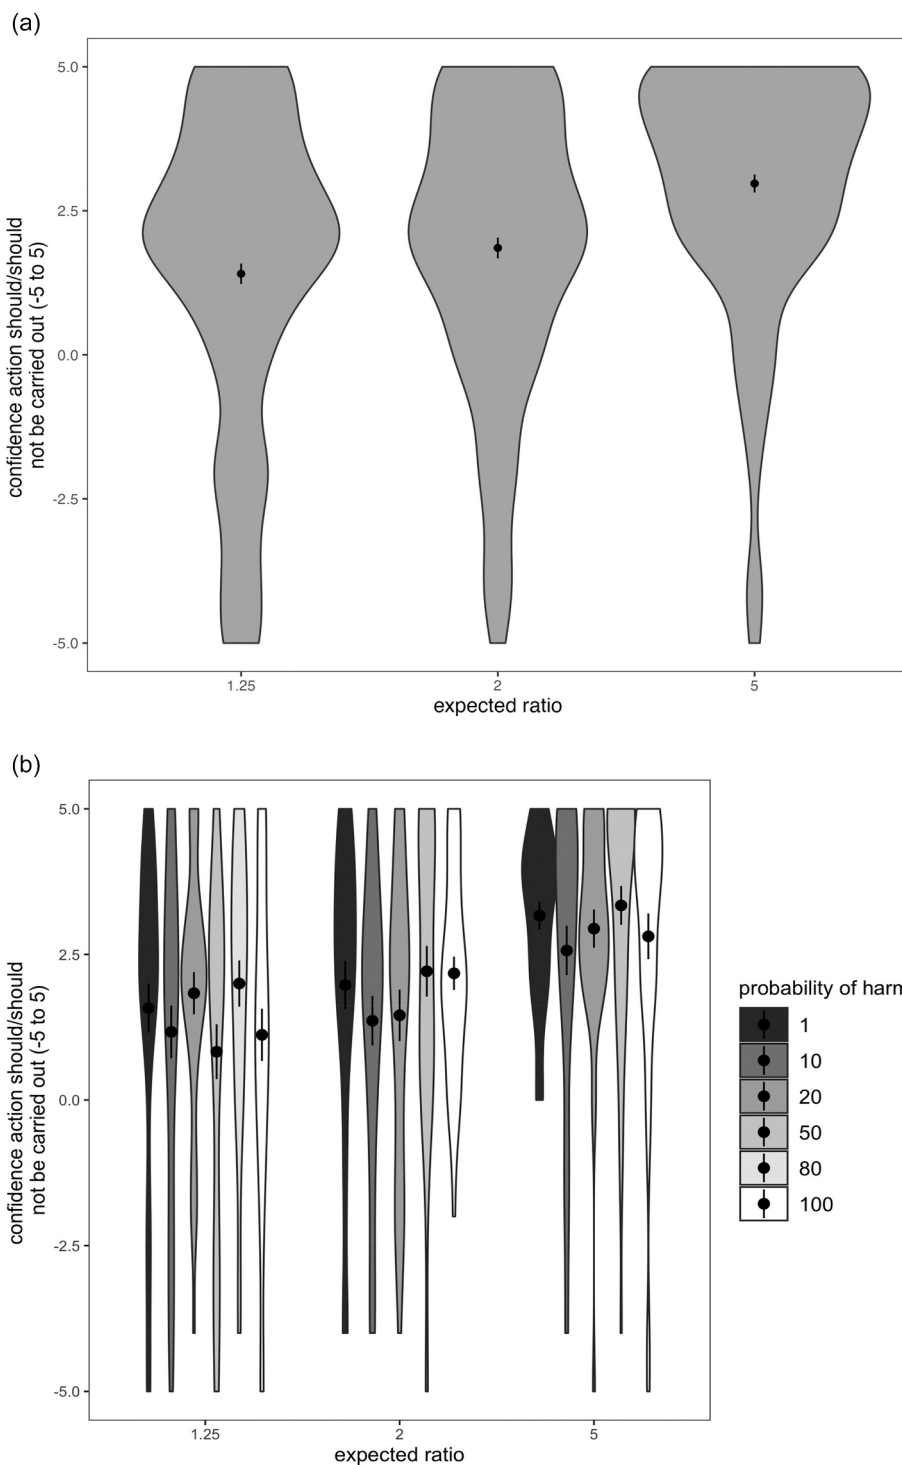 (a)
confidence action should/should
not be carried out (-5 to 5)
5.0
2.5
0.0
-2.5
-5.0
1.25 2 5
expected ratio
(b)
confidence action should/should
not be carried out (-5 to 5)
5.0
2.5
0.0
-2.5
-5.0
1.25 2 5
expected ratio
probability of harm
1
10
20
50
80
100